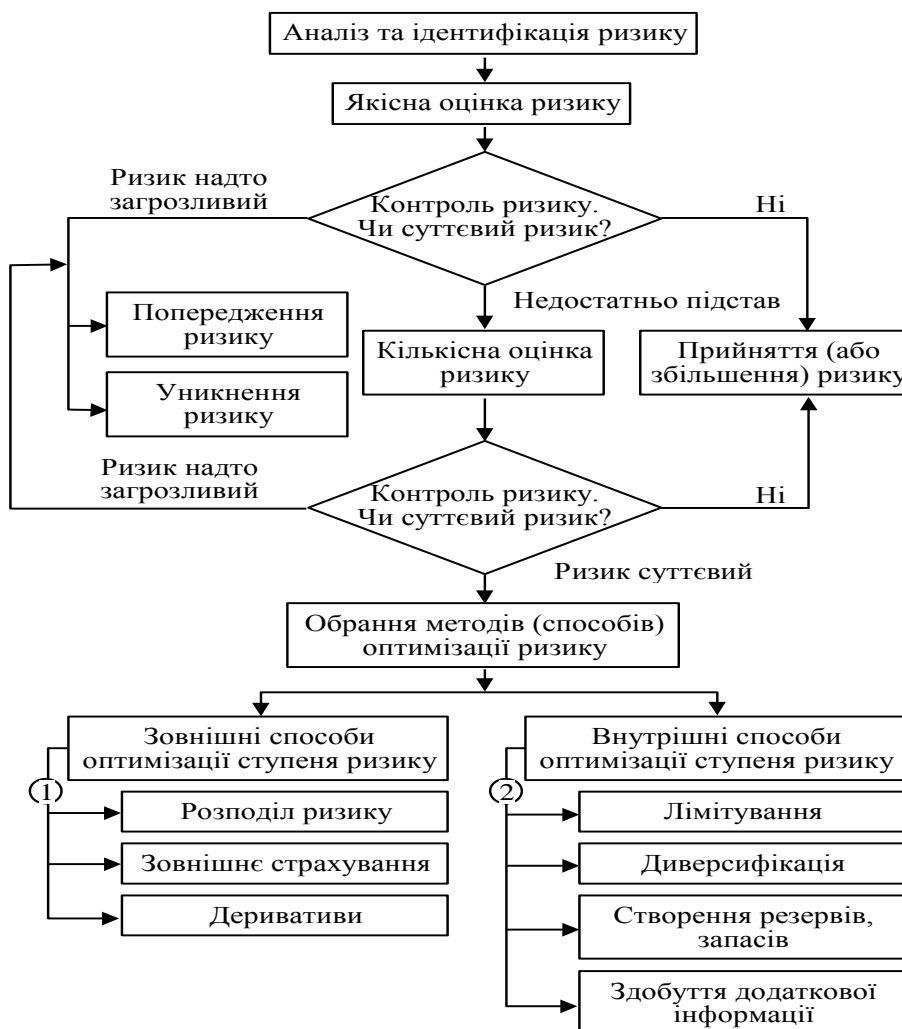 Аналіз та ідентифікація ризику
Якісна оцінка ризику
Ризик надто
загрозливий
Контроль ризику.
Чи суттєвий ризик?
Ні
Недостатньо підстав
Попередження
ризику
Кількісна оцінка
ризику
Прийняття (або
збільшення) ризику
Уникнення
ризику
Ризик надто
загрозливий
Контроль ризику.
Чи суттєвий ризик?
Ні
Ризик суттєвий
Обрання методів (способів)
оптимізації ризику
Зовнішні способи
оптимізації ступеня ризику
1
Розподіл ризику
Зовнішнє страхування
Деривативи
Внутрішні способи
оптимізації ступеня ризику
2
Лімітування
Диверсифікація
Створення резервів,
запасів
Здобуття додаткової
інформації